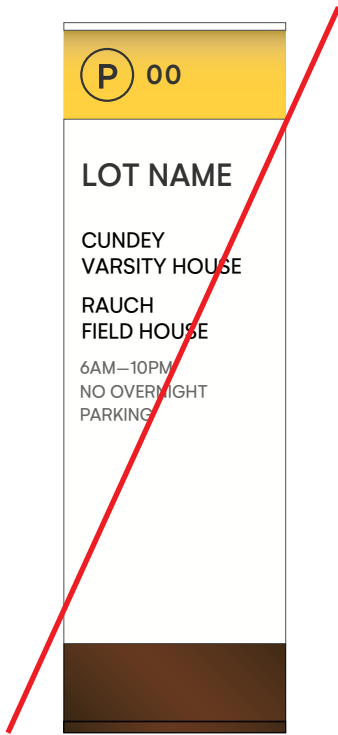 P 00
LOT NAME
CUNDEY
VARSITY HOUSE
RAUCH
FIELD HOUSE
6AM–10PM
NO OVERNIGHT
PARKING